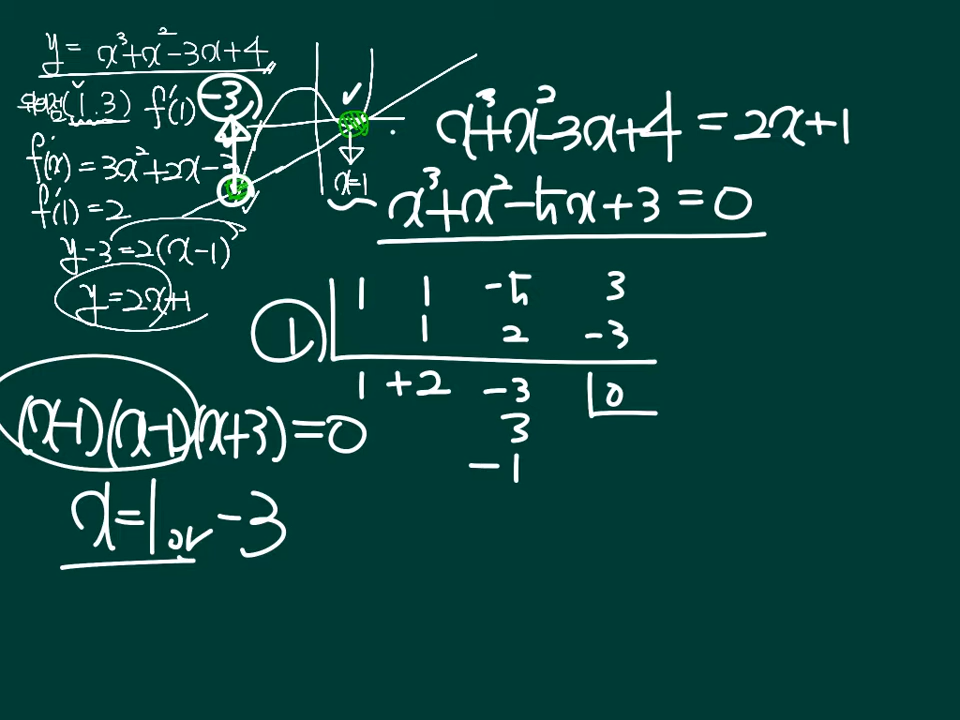 y = x³+x²-3x+4
(1.3) f'(1) -3
f'(x) = 3x²+2x-3
f'(1) = 2
y-3=2(x-1)
y=2x+1
x=1
x³+x²-3x+4=2x+1
x³+x²-5x+3=0
1 1 -5 3
1 1 2 -3
1 +2 -3 0
3
-1
(x-1)(x-1)(x+3)=0
x=1 or -3